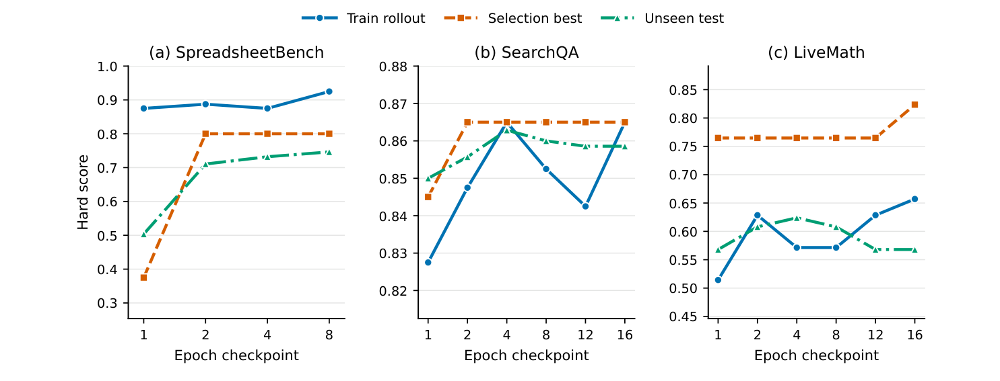 Train rollout Selection best Unseen test
(a) SpreadsheetBench
Hard score
1.0
0.9
0.8
0.7
0.6
0.5
0.4
0.3
1 2 4 8
Epoch checkpoint
(b) SearchQA
0.88
0.87
0.86
0.85
0.84
0.83
0.82
1 2 4 8 12 16
Epoch checkpoint
(c) LiveMath
0.85
0.80
0.75
0.70
0.65
0.60
0.55
0.50
0.45
1 2 4 8 12 16
Epoch checkpoint